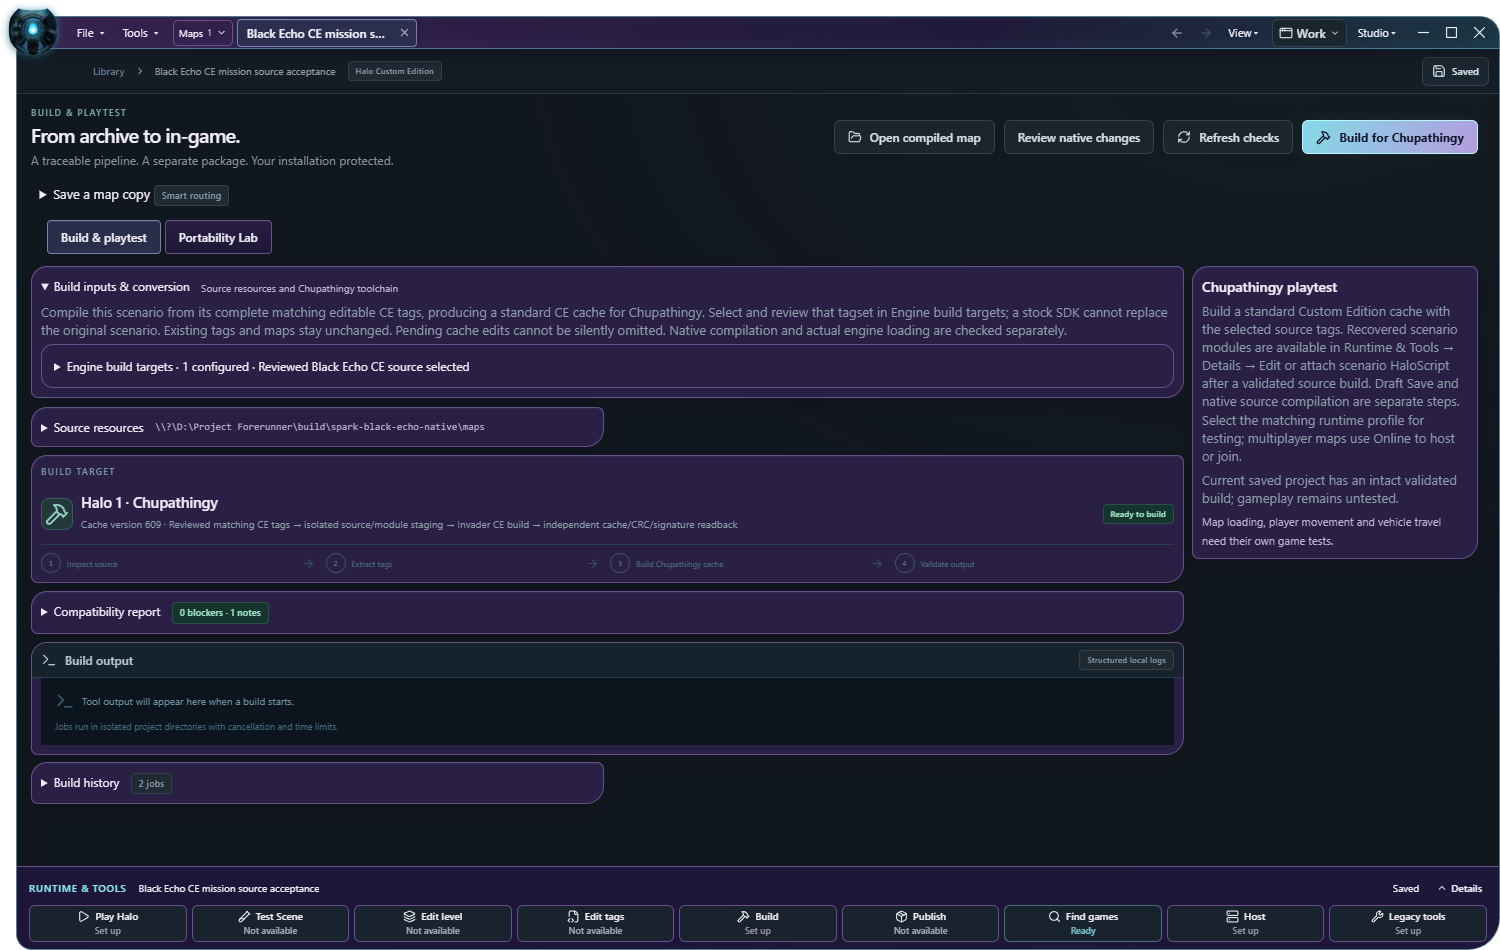 File Tools Maps 1 Black Echo CE mission s... View Work Studio
Library > Black Echo CE mission source acceptance Halo Custom Edition Saved
BUILD & PLAYTEST
From archive to in-game.
A traceable pipeline. A separate package. Your installation protected.
Open compiled map Review native changes Refresh checks Build for Chupathingy
Save a map copy Smart routing
Build & playtest Portability Lab
Build inputs & conversion Source resources and Chupathingy toolchain
Compile this scenario from its complete matching editable CE tags, producing a standard CE cache for Chupathingy. Select and review that tagset in Engine build targets; a stock SDK cannot replace
the original scenario. Existing tags and maps stay unchanged. Pending cache edits cannot be silently omitted. Native compilation and actual engine loading are checked separately.
Engine build targets · 1 configured · Reviewed Black Echo CE source selected
Source resources \\?\D:\Project Forerunner\build\spark-black-echo-native\maps
BUILD TARGET
Halo 1 · Chupathingy
Cache version 609 · Reviewed matching CE tags → isolated source/module staging → Invader CE build → independent cache/CRC/signature readback
Ready to build
1 Inspect source → 2 Extract tags → 3 Build Chupathingy cache → 4 Validate output
Compatibility report 0 blockers · 1 notes
Build output Structured local logs
Tool output will appear here when a build starts.
Jobs run in isolated project directories with cancellation and time limits.
Build history 2 jobs
Chupathingy playtest
Build a standard Custom Edition cache with
the selected source tags. Recovered scenario
modules are available in Runtime & Tools →
Details → Edit or attach scenario HaloScript
after a validated source build. Draft Save and
native source compilation are separate steps.
Select the matching runtime profile for
testing; multiplayer maps use Online to host
or join.
Current saved project has an intact validated
build; gameplay remains untested.
Map loading, player movement and vehicle travel
need their own game tests.
RUNTIME & TOOLS Black Echo CE mission source acceptance Saved Details
Play Halo Test Scene Edit level Edit tags Build Publish Find games Host Legacy tools
Set up Not available Not available Not available Set up Not available Ready Set up Set up